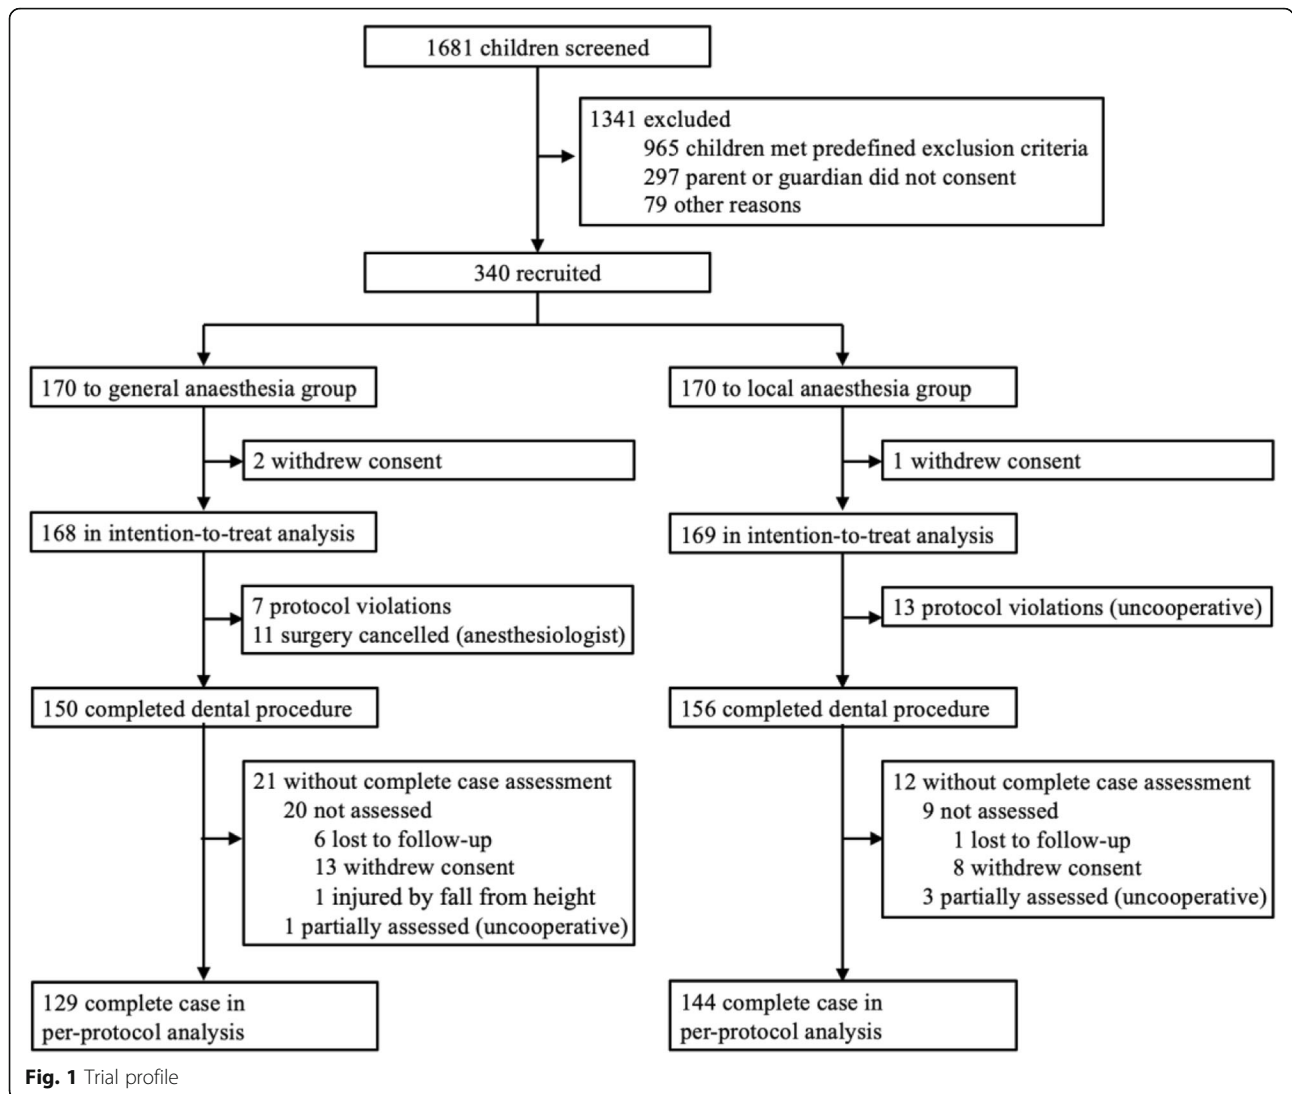 1681 children screened
1341 excluded
965 children met predefined exclusion criteria
297 parent or guardian did not consent
79 other reasons
340 recruited
170 to general anaesthesia group
170 to local anaesthesia group
2 withdrew consent
1 withdrew consent
168 in intention-to-treat analysis
169 in intention-to-treat analysis
7 protocol violations
11 surgery cancelled (anesthesiologist)
13 protocol violations (uncooperative)
150 completed dental procedure
156 completed dental procedure
21 without complete case assessment
20 not assessed
6 lost to follow-up
13 withdrew consent
1 injured by fall from height
1 partially assessed (uncooperative)
12 without complete case assessment
9 not assessed
1 lost to follow-up
8 withdrew consent
3 partially assessed (uncooperative)
129 complete case in
per-protocol analysis
144 complete case in
per-protocol analysis
Fig. 1 Trial profile